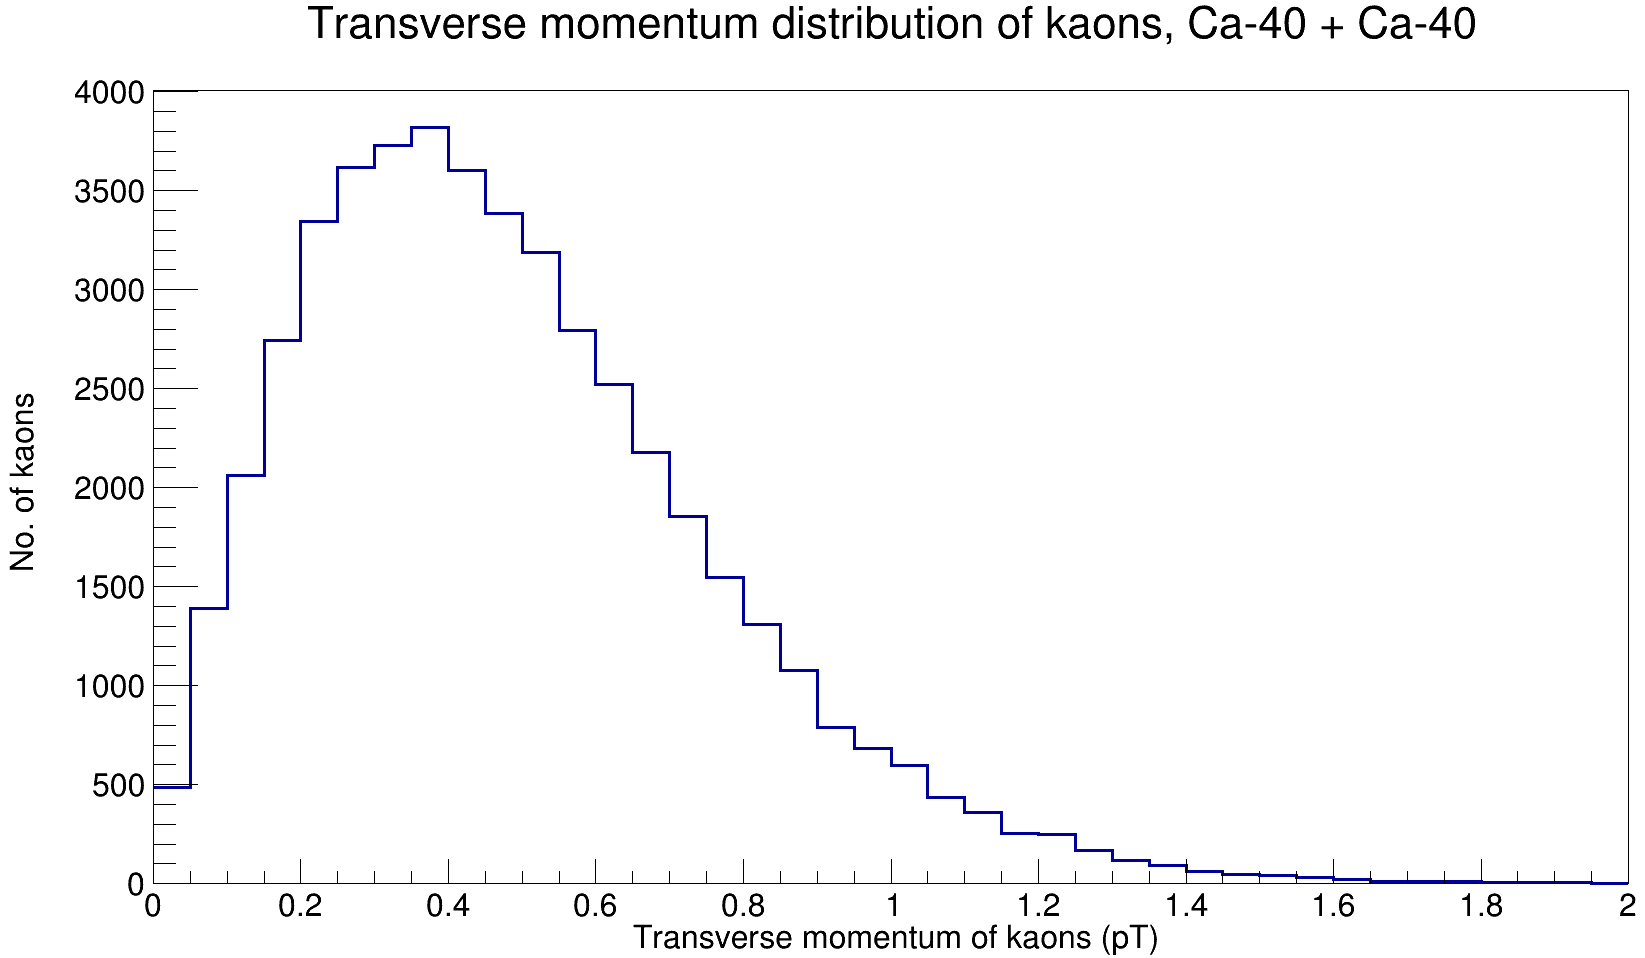 Transverse momentum distribution of kaons, Ca-40 + Ca-40
4000
3500
3000
2500
2000
1500
1000
500
0
No. of kaons
0 0.2 0.4 0.6 0.8 1 1.2 1.4 1.6 1.8 2
Transverse momentum of kaons (pT)